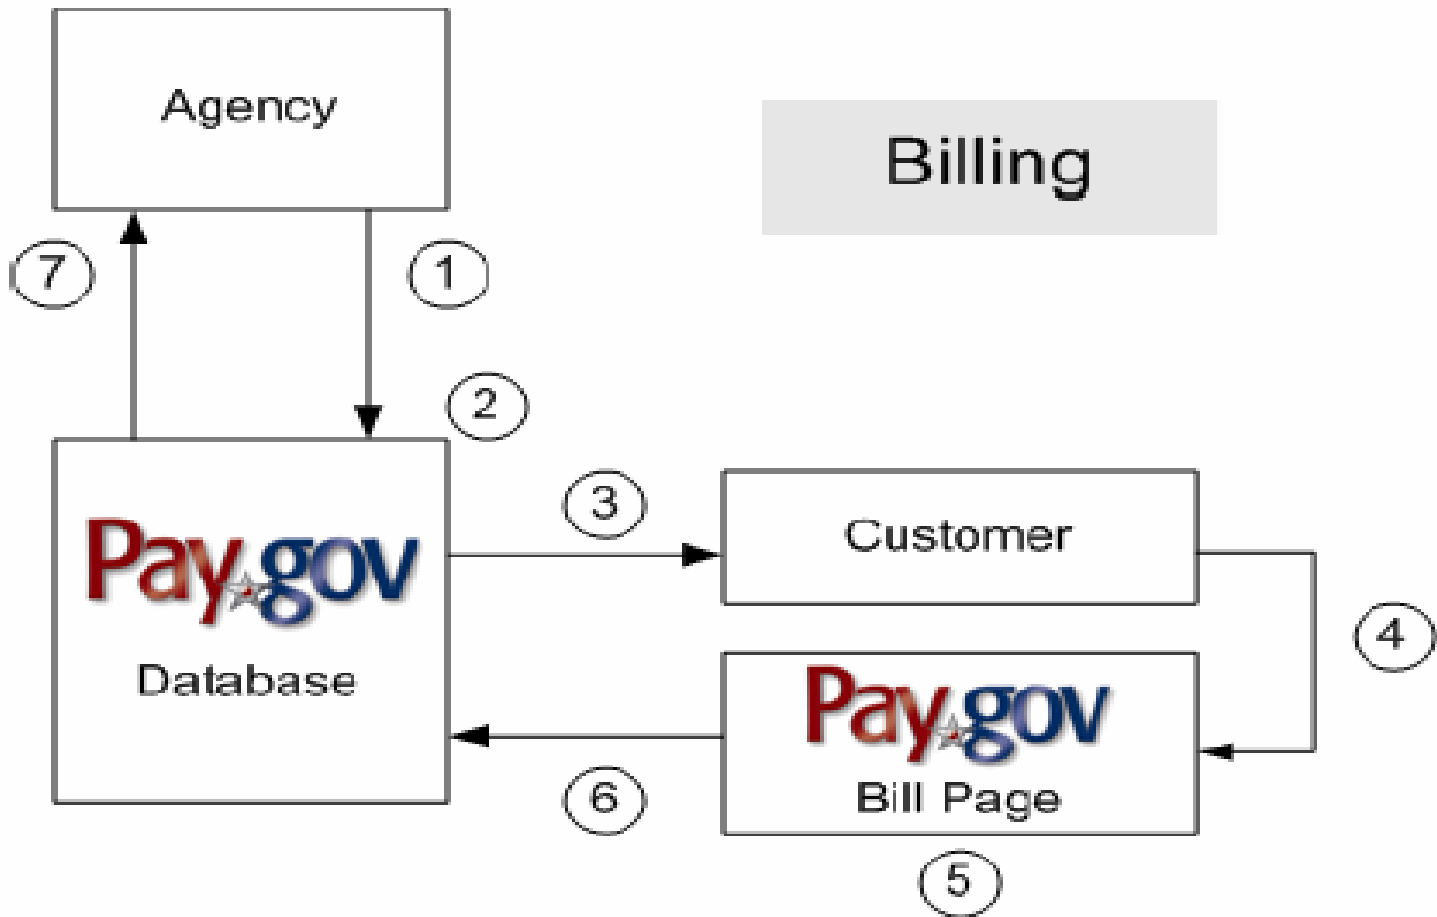 Agency
Billing
7
1
2
3
Customer
Pay.gov
Database
4
Pay.gov
Bill Page
6
5